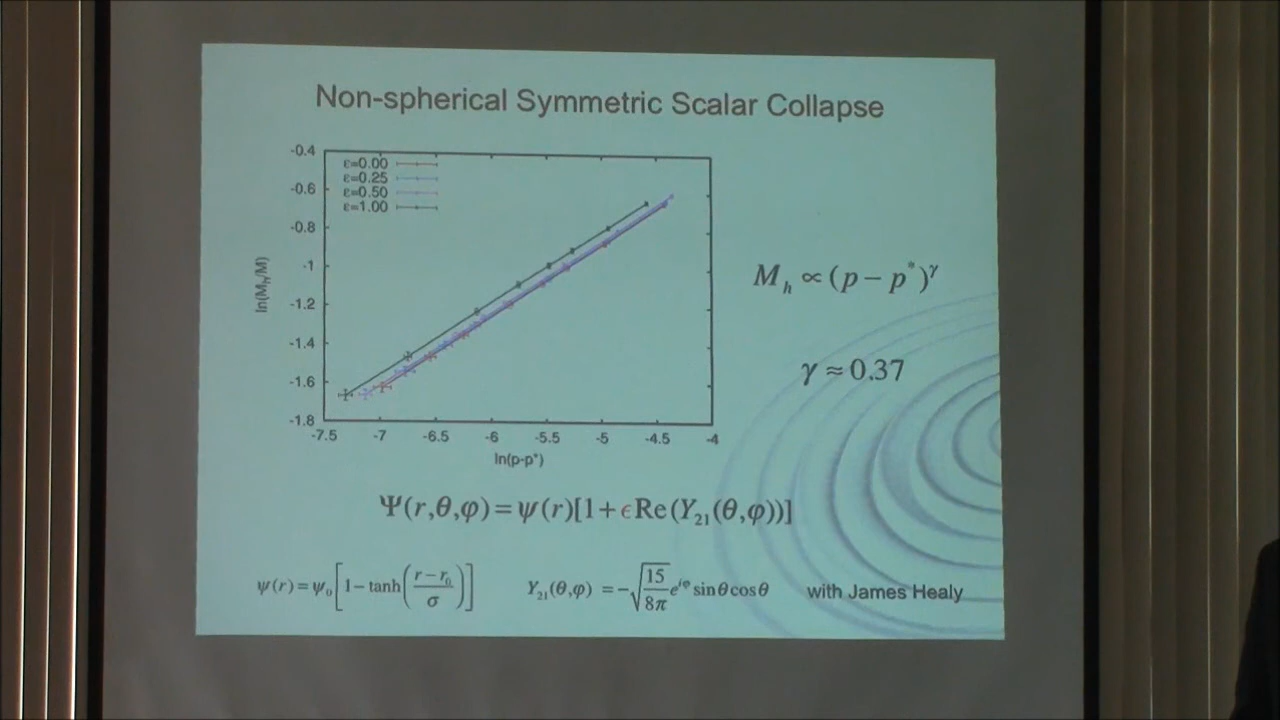 Non-spherical Symmetric Scalar Collapse
-0.4
-0.6
-0.8
-1
-1.2
-1.4
-1.6
-1.8
ε=0.00
ε=0.25
ε=0.50
ε=1.00
ln(M_h/M)
-7.5 -7 -6.5 -6 -5.5 -5 -4.5 -4
ln(p-p*)
M_h ∝ (p − p*)^γ
γ ≈ 0.37
Ψ(r,θ,φ)=ψ(r)[1+ϵRe(Y_21(θ,φ))]
ψ(r)=ψ_0[1−tanh((r−r_0)/σ)]
Y_21(θ,φ) =−√(15/8π)e^{iφ}sinθcosθ
with James Healy